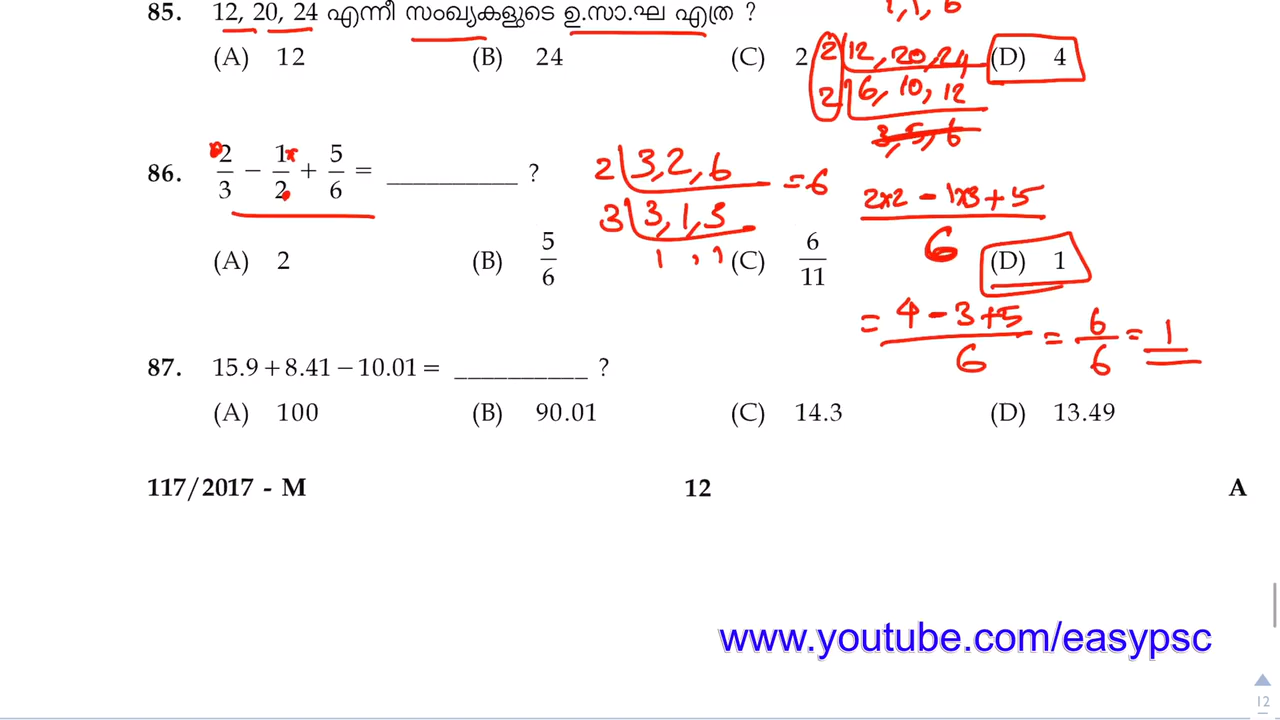 85. 12, 20, 24 എന്നീ സംഖ്യകളുടെ ഉ.സാ.ഘ എത്ര ?
1, 1, 6
(A) 12 (B) 24 (C) 2 (D) 4
2 | 12, 20, 24
2 | 6, 10, 12
3, 5, 6
86. 2/3 − 1/2 + 5/6 = __________ ?
2 | 3, 2, 6 = 6
3 | 3, 1, 3
1, 1
(2×2 − 1×3 + 5)/6
(A) 2 (B) 5/6 (C) 6/11 (D) 1
= (4 − 3 + 5)/6 = 6/6 = 1
87. 15.9 + 8.41 − 10.01 = __________ ?
(A) 100 (B) 90.01 (C) 14.3 (D) 13.49
117/2017 - M 12 A
www.youtube.com/easypsc
12